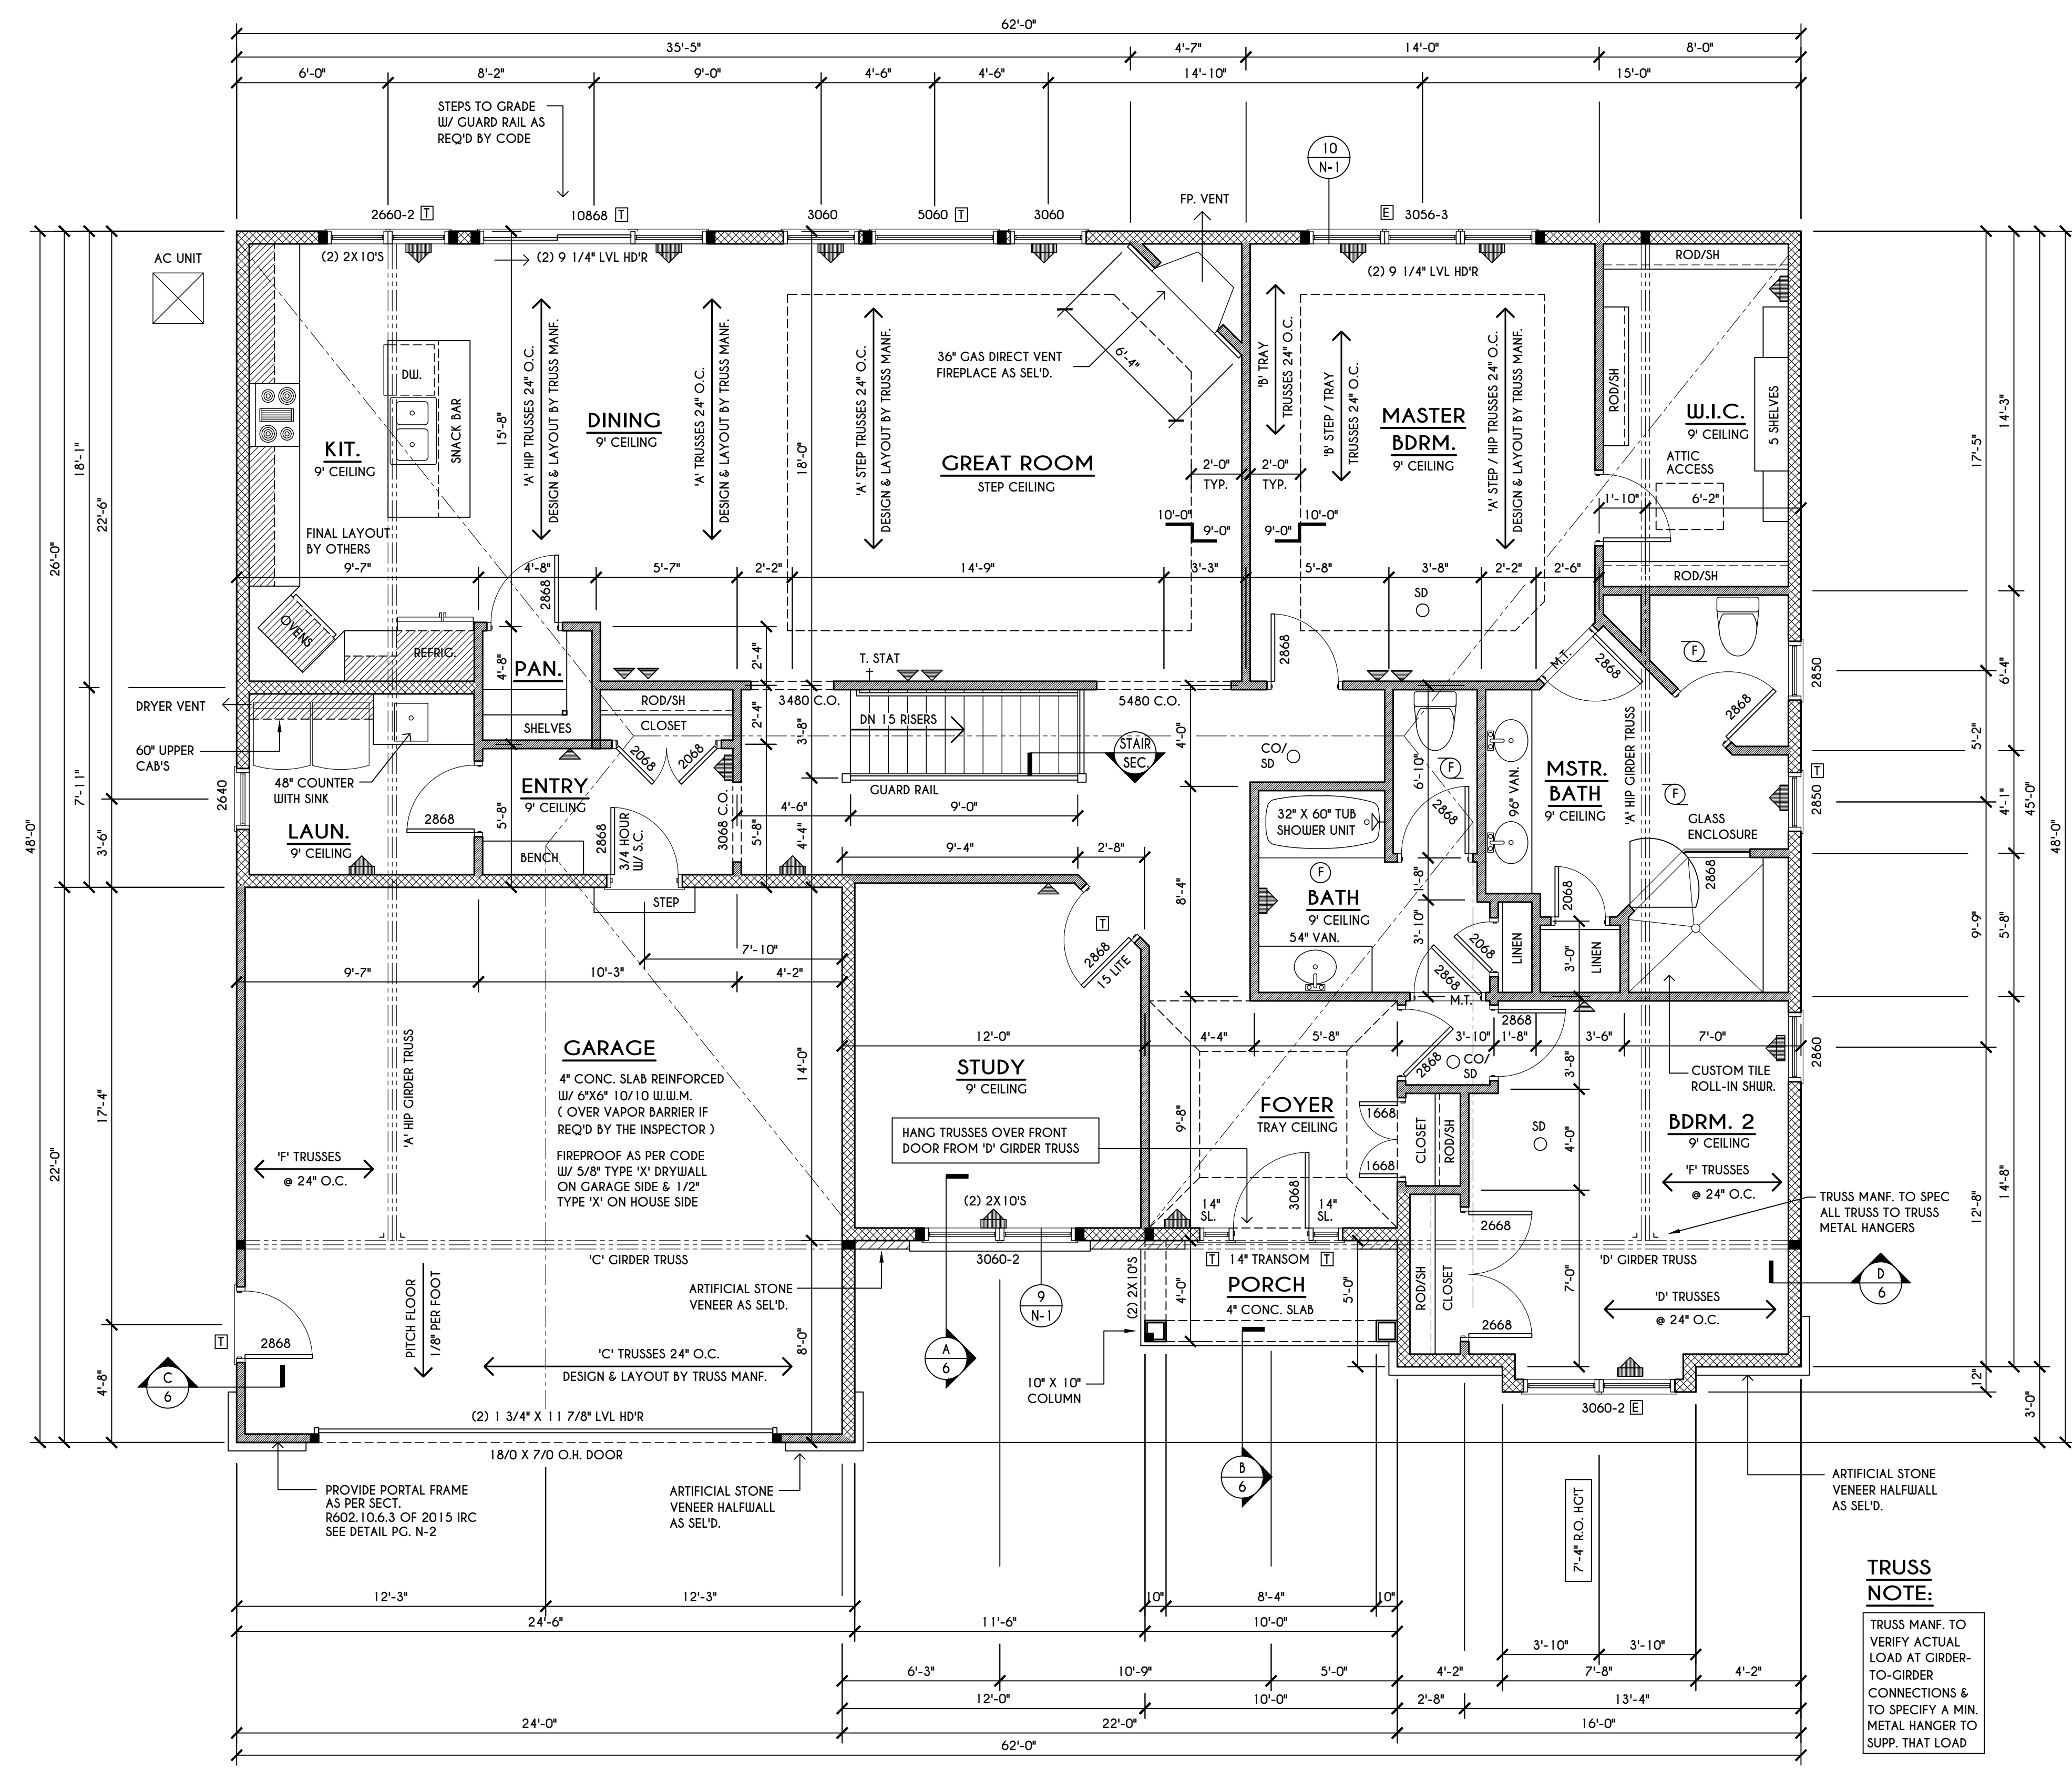 62'-0"
35'-5" 4'-7" 14'-0" 8'-0"
6'-0" 8'-2" 9'-0" 4'-6" 4'-6" 14'-10" 15'-0"
STEPS TO GRADE
W/ GUARD RAIL AS
REQ'D BY CODE
10
N-1
FP. VENT
2660-2 T 10868 T 3060 5060 T 3060 E 3056-3
(2) 2X10'S
(2) 9 1/4" LVL HD'R
(2) 9 1/4" LVL HD'R
ROD/SH
AC UNIT
DW.
SNACK BAR
KIT.
9' CEILING
FINAL LAYOUT
BY OTHERS
OVENS
REFRIG.
15'-8"
'A' HIP TRUSSES 24" O.C.
DESIGN & LAYOUT BY TRUSS MANF.
DINING
9' CEILING
'A' TRUSSES 24" O.C.
DESIGN & LAYOUT BY TRUSS MANF.
18'-0"
'A' STEP TRUSSES 24" O.C.
DESIGN & LAYOUT BY TRUSS MANF.
36" GAS DIRECT VENT
FIREPLACE AS SEL'D.
6'-4"
GREAT ROOM
STEP CEILING
2'-0"
TYP.
2'-0"
TYP.
10'-0"
9'-0"
9'-0"
10'-0"
'B' TRAY
TRUSSES 24" O.C.
'B' STEP / TRAY
TRUSSES 24" O.C.
MASTER
BDRM.
9' CEILING
'A' STEP / HIP TRUSSES 24" O.C.
DESIGN & LAYOUT BY TRUSS MANF.
ROD/SH
W.I.C.
9' CEILING
5 SHELVES
ATTIC
ACCESS
1'-10" 6'-2"
ROD/SH
9'-7" 4'-8" 5'-7" 2'-2" 14'-9" 3'-3" 5'-8" 3'-8" 2'-2" 2'-6"
2868
SD
PAN.
4'-8"
SHELVES
2'-4"
2'-4"
T. STAT
ROD/SH
CLOSET
2068
2068
3480 C.O.
3'-8"
DN 15 RISERS
5480 C.O.
STAIR
SEC.
GUARD RAIL
4'-6" 9'-0"
4'-0"
2868
CO/
SD
M.T.
2868
F
2868
2850
2850 T
DRYER VENT
60" UPPER
CAB'S
48" COUNTER
WITH SINK
2640
LAUN.
9' CEILING
2868
ENTRY
9' CEILING
5'-8"
BENCH
2868
3/4 HOUR
W/ S.C.
3068 C.O.
5'-8"
4'-4"
STEP
9'-4" 2'-8"
8'-4"
32" X 60" TUB
SHOWER UNIT
F
BATH
9' CEILING
54" VAN.
6'-10"
F
2868
1'-8"
3'-10"
96" VAN.
MSTR.
BATH
9' CEILING
'A' HIP GIRDER TRUSS
F
GLASS
ENCLOSURE
2868
2068
2068
LINEN
3'-0"
LINEN
2868
M.T.
7'-10"
9'-7" 10'-3" 4'-2"
'A' HIP GIRDER TRUSS
GARAGE
4" CONC. SLAB REINFORCED
W/ 6"X6" 10/10 W.W.M.
( OVER VAPOR BARRIER IF
REQ'D BY THE INSPECTOR )
FIREPROOF AS PER CODE
W/ 5/8" TYPE 'X' DRYWALL
ON GARAGE SIDE & 1/2"
TYPE 'X' ON HOUSE SIDE
'F' TRUSSES
@ 24" O.C.
14'-0"
T
2868
15 LITE
12'-0" 4'-4" 5'-8" 3'-10" 1'-8" 3'-6" 7'-0"
STUDY
9' CEILING
HANG TRUSSES OVER FRONT
DOOR FROM 'D' GIRDER TRUSS
(2) 2X10'S
9'-8"
FOYER
TRAY CEILING
2868
CO/
SD
2868
3'-8"
1668
1668
CLOSET
ROD/SH
3068
14"
SL.
14"
SL.
SD
4'-0"
CUSTOM TILE
ROLL-IN SHWR.
2860
BDRM. 2
9' CEILING
'F' TRUSSES
@ 24" O.C.
TRUSS MANF. TO SPEC
ALL TRUSS TO TRUSS
METAL HANGERS
2668
2668
ROD/SH
CLOSET
7'-0"
'D' GIRDER TRUSS
'D' TRUSSES
@ 24" O.C.
D
6
'C' GIRDER TRUSS
PITCH FLOOR
1/8" PER FOOT
8'-0"
ARTIFICIAL STONE
VENEER AS SEL'D.
3060-2
9
N-1
A
6
T 14" TRANSOM T
(2) 2X10'S
4'-0"
PORCH
4" CONC. SLAB
5'-0"
10" X 10"
COLUMN
T
2868
C
6
'C' TRUSSES 24" O.C.
DESIGN & LAYOUT BY TRUSS MANF.
(2) 1 3/4" X 11 7/8" LVL HD'R
18/0 X 7/0 O.H. DOOR
3060-2 E
B
6
PROVIDE PORTAL FRAME
AS PER SECT.
R602.10.6.3 OF 2015 IRC
SEE DETAIL PG. N-2
ARTIFICIAL STONE
VENEER HALFWALL
AS SEL'D.
ARTIFICIAL STONE
VENEER HALFWALL
AS SEL'D.
7'-4" R.O. HG'T
48'-0"
26'-0"
22'-0"
18'-1"
7'-11"
22'-6"
3'-6"
17'-4"
4'-8"
17'-5"
5'-2"
9'-9"
12'-8"
12"
14'-3"
6'-4"
4'-1"
5'-8"
14'-8"
45'-0"
3'-0"
48'-0"
12'-3" 12'-3" 10" 8'-4" 10"
24'-6" 11'-6" 10'-0"
3'-10" 3'-10"
6'-3" 10'-9" 5'-0" 4'-2" 7'-8" 4'-2"
12'-0" 10'-0" 2'-8" 13'-4"
24'-0" 22'-0" 16'-0"
62'-0"
TRUSS
NOTE:
TRUSS MANF. TO
VERIFY ACTUAL
LOAD AT GIRDER-
TO-GIRDER
CONNECTIONS &
TO SPECIFY A MIN.
METAL HANGER TO
SUPP. THAT LOAD